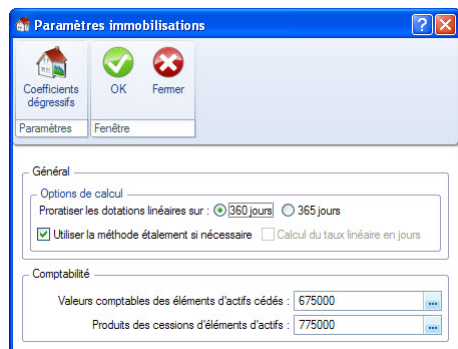 Paramètres immobilisations
Coefficients
dégressifs
OK
Fermer
Paramètres
Fenêtre
Général
Options de calcul
Proratiser les dotations linéaires sur : 360 jours 365 jours
Utiliser la méthode étalement si nécessaire Calcul du taux linéaire en jours
Comptabilité
Valeurs comptables des éléments d'actifs cédés : 675000 ...
Produits des cessions d'éléments d'actifs : 775000 ...